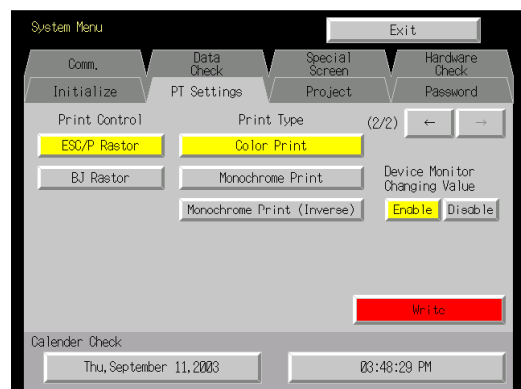 System Menu
Exit
Comm.
Data
Check
Special
Screen
Hardware
Check
Initialize
PT Settings
Project
Password
Print Control
Print Type
(2/2)
←
→
ESC/P Rastor
Color Print
BJ Rastor
Monochrome Print
Device Monitor
Changing Value
Monochrome Print (Inverse)
Enable
Disable
Write
Calender Check
Thu,September 11,2003
03:48:29 PM